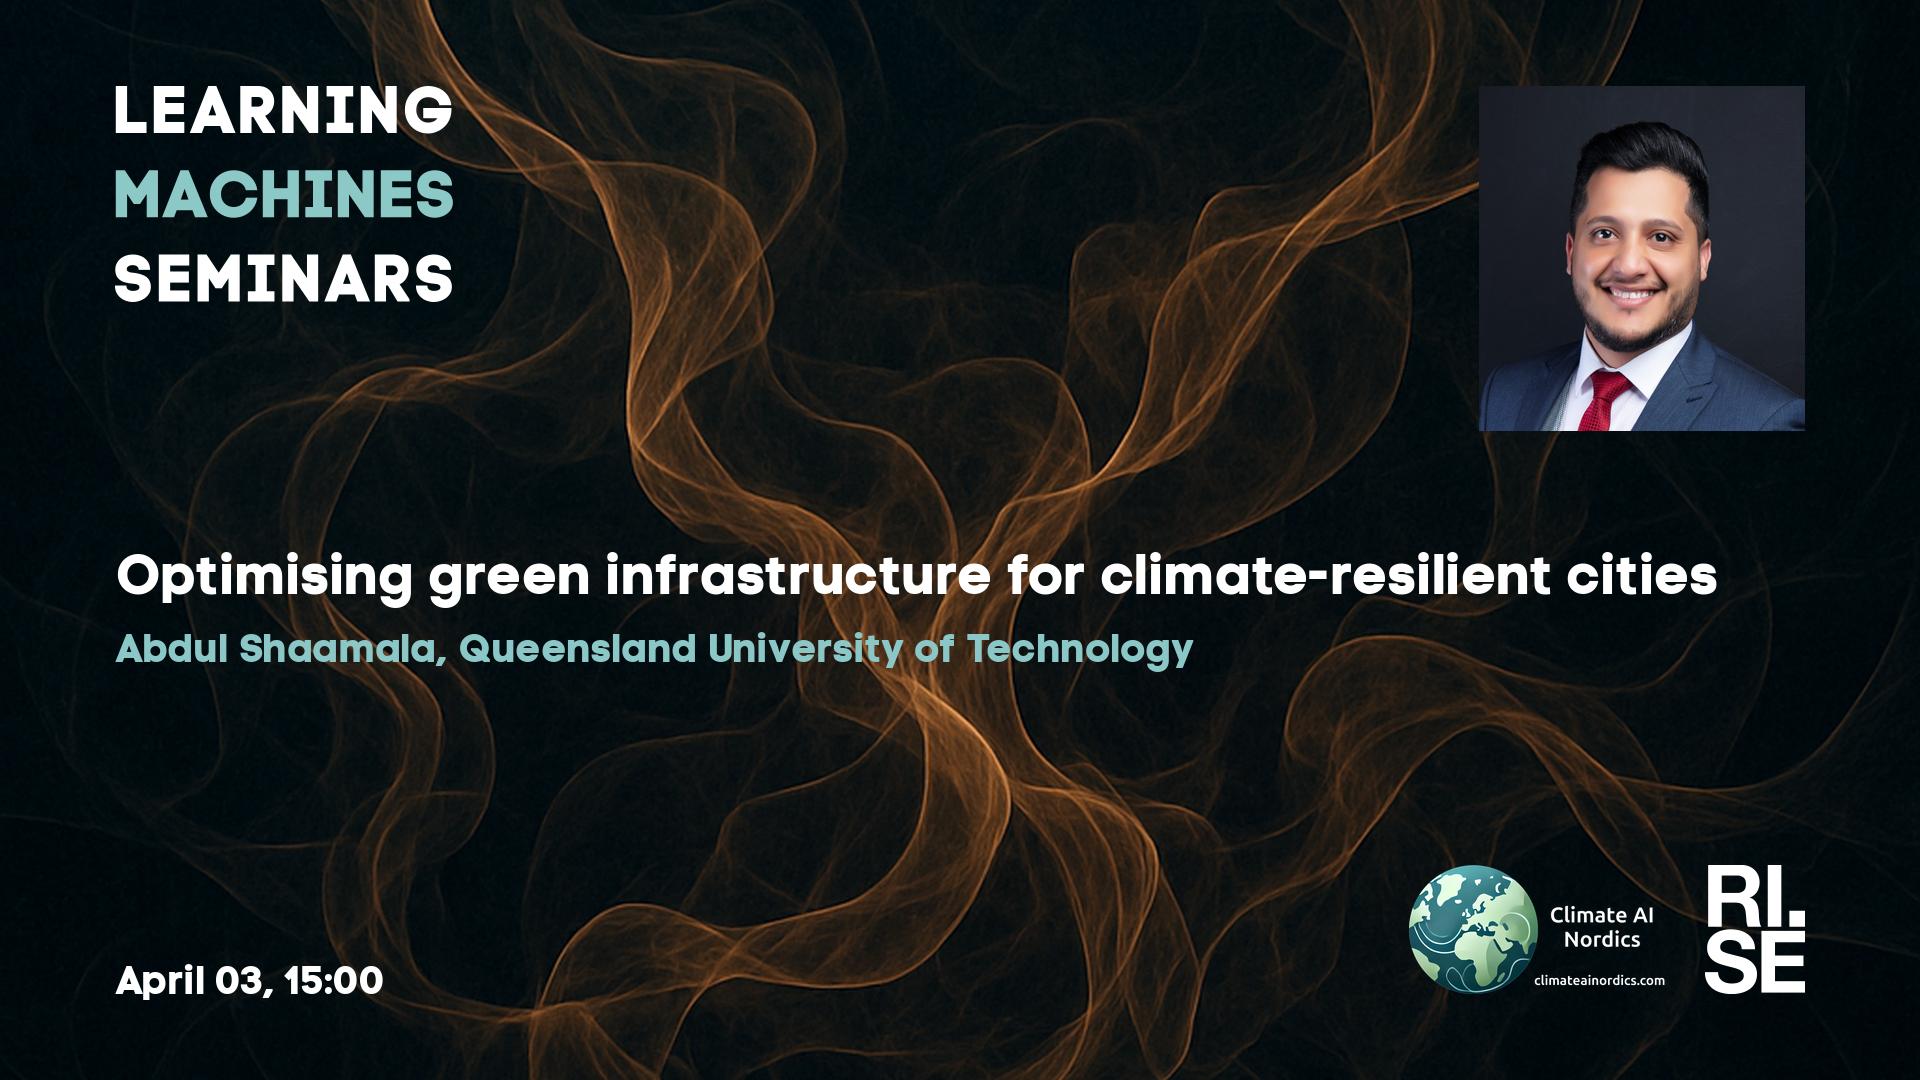 LEARNING
MACHINES
SEMINARS
Optimising green infrastructure for climate-resilient cities
Abdul Shaamala, Queensland University of Technology
April 03, 15:00
Climate AI
Nordics
climateainordics.com
RI.
SE